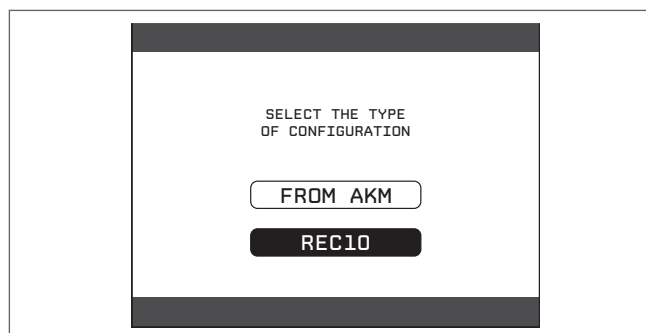 SELECT THE TYPE
OF CONFIGURATION
FROM AKM
REC10